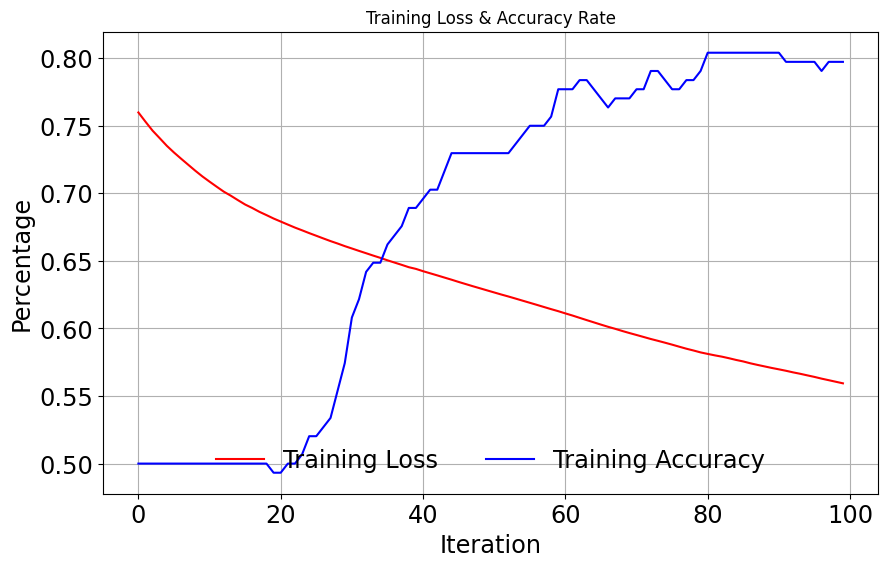 Training Loss & Accuracy Rate
0.80
0.75
0.70
0.65
0.60
0.55
0.50
Percentage
Training Loss
Training Accuracy
0
20
40
60
80
100
Iteration